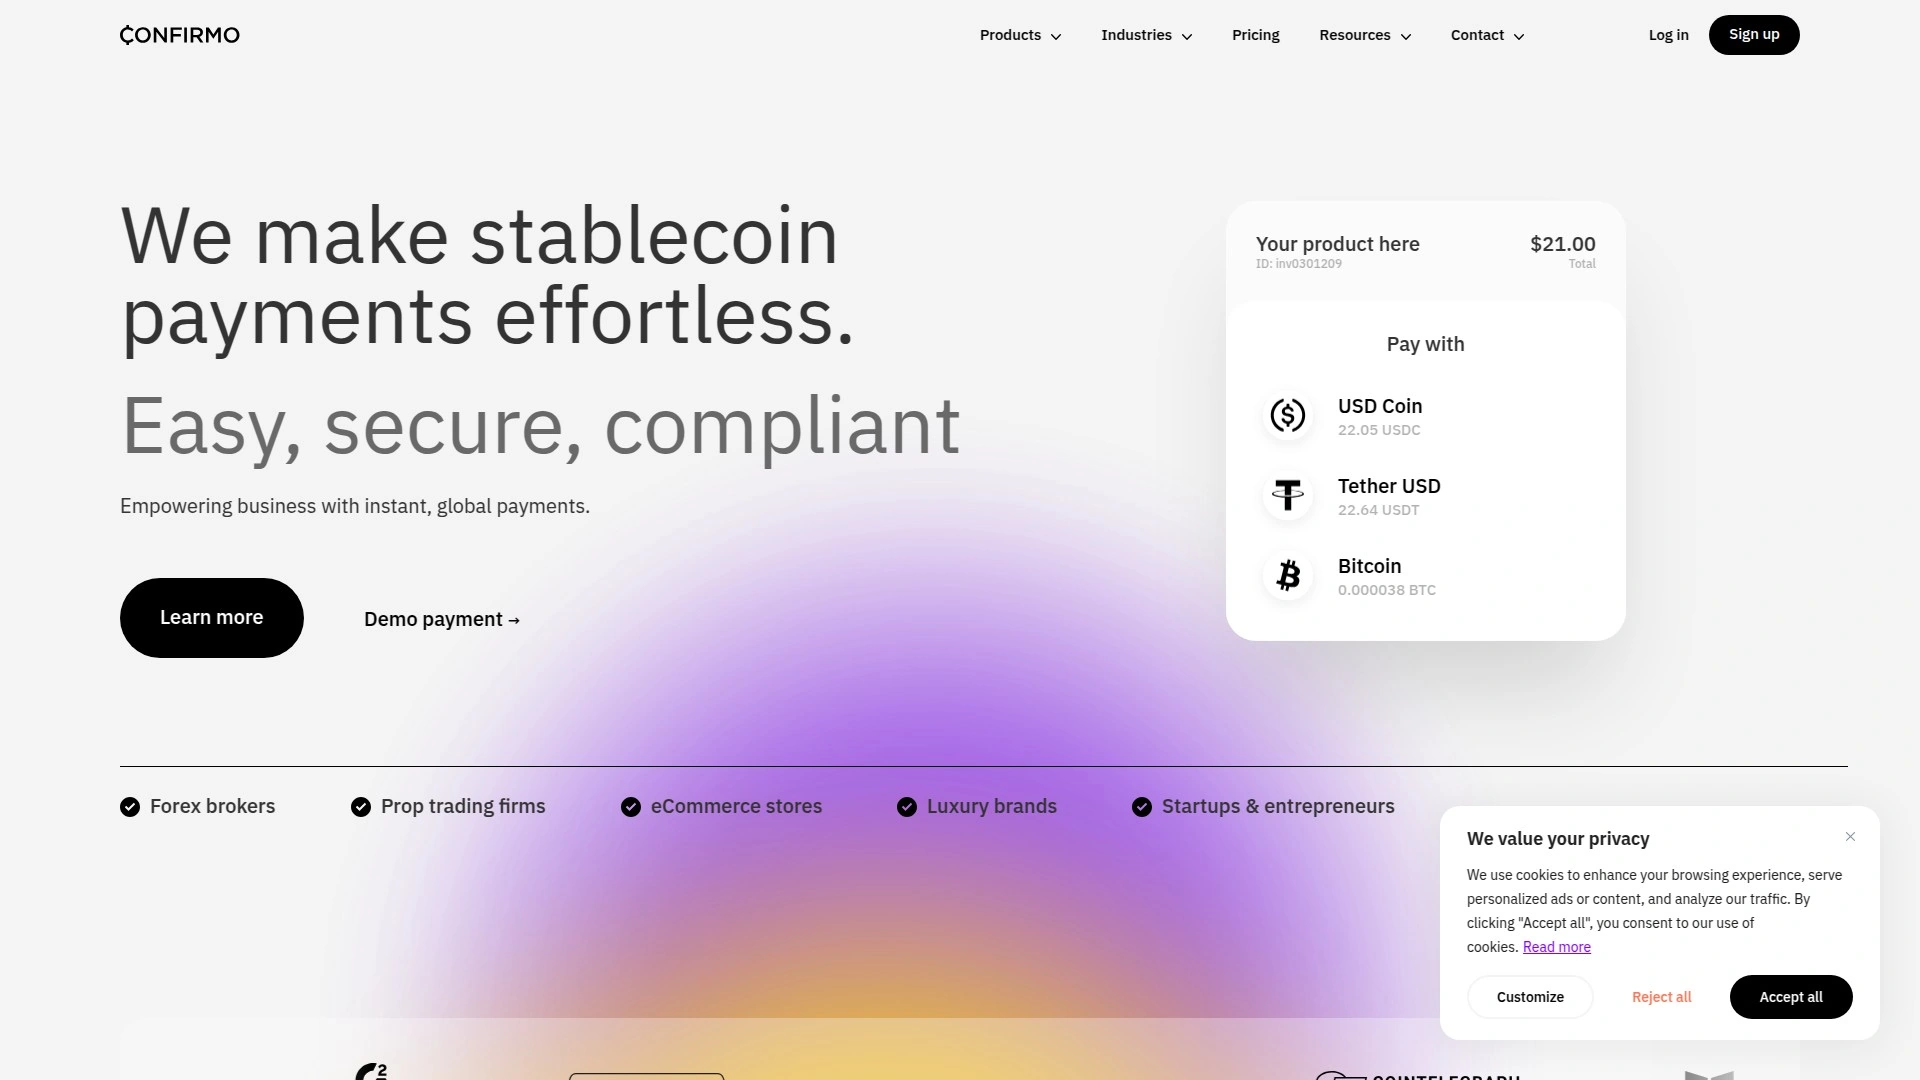 CONFIRMO
Products
Industries
Pricing
Resources
Contact
Log in
Sign up
We make stablecoin
payments effortless.
Easy, secure, compliant
Empowering business with instant, global payments.
Learn more
Demo payment →
Your product here
$21.00
ID: inv0301209
Total
Pay with
USD Coin
22.05 USDC
Tether USD
22.64 USDT
Bitcoin
0.000038 BTC
Forex brokers
Prop trading firms
eCommerce stores
Luxury brands
Startups & entrepreneurs
We value your privacy
We use cookies to enhance your browsing experience, serve
personalized ads or content, and analyze our traffic. By
clicking "Accept all", you consent to our use of
cookies. Read more
Customize
Reject all
Accept all
COINTELEGRAPH